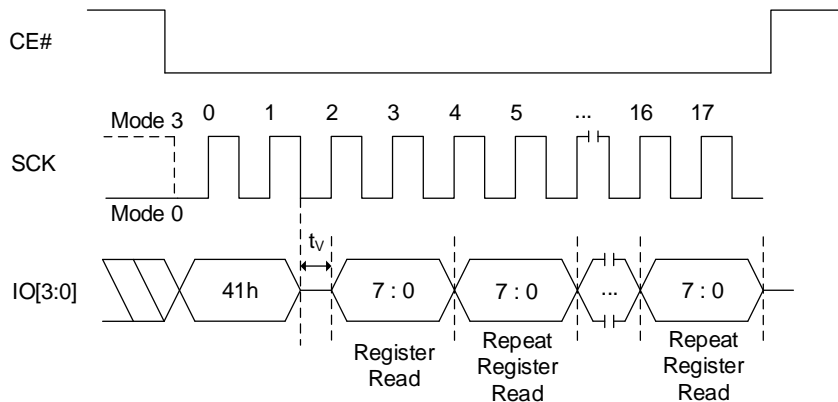 CE#
0 1 2 3 4 5 ... 16 17
Mode 3
SCK
Mode 0
tV
IO[3:0]
41h
7 : 0
7 : 0
...
7 : 0
Register
Read
Repeat
Register
Read
Repeat
Register
Read